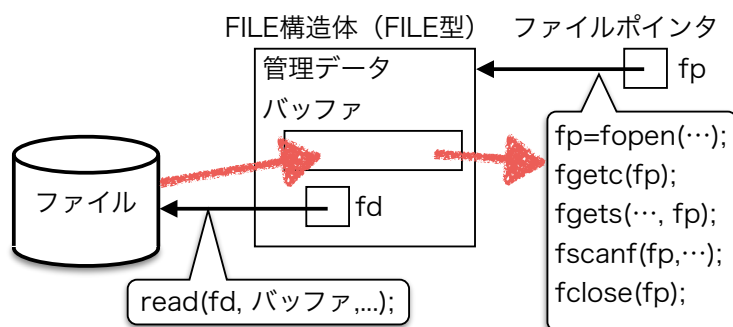 FILE構造体（FILE型）
ファイルポインタ
管理データ
fp
バッファ
fp=fopen(…);
fgetc(fp);
fgets(…, fp);
fscanf(fp,…);
fclose(fp);
ファイル
fd
read(fd, バッファ,...);